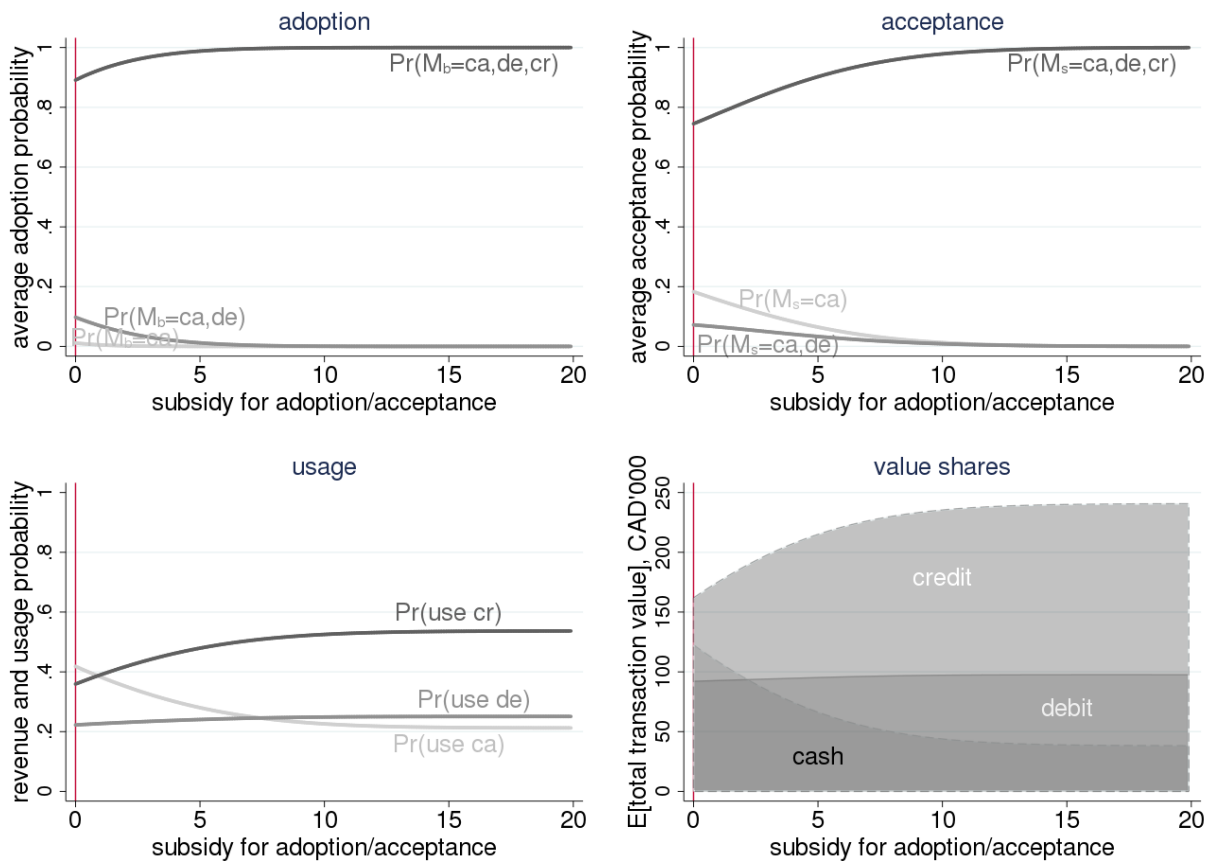 adoption
average adoption probability
1
.8
.6
.4
.2
0
Pr(M_b=ca,de,cr)
Pr(M_b=ca,de)
Pr(M_b=ca)
0 5 10 15 20
subsidy for adoption/acceptance
acceptance
average acceptance probability
1
.8
.6
.4
.2
0
Pr(Mₛ=ca,de,cr)
Pr(Mₛ=ca)
Pr(Mₛ=ca,de)
0 5 10 15 20
subsidy for adoption/acceptance
usage
revenue and usage probability
1
.8
.6
.4
.2
0
Pr(use cr)
Pr(use de)
Pr(use ca)
0 5 10 15 20
subsidy for adoption/acceptance
value shares
E[total transaction value], CAD'000
250
200
150
100
50
0
credit
debit
cash
0 5 10 15 20
subsidy for adoption/acceptance